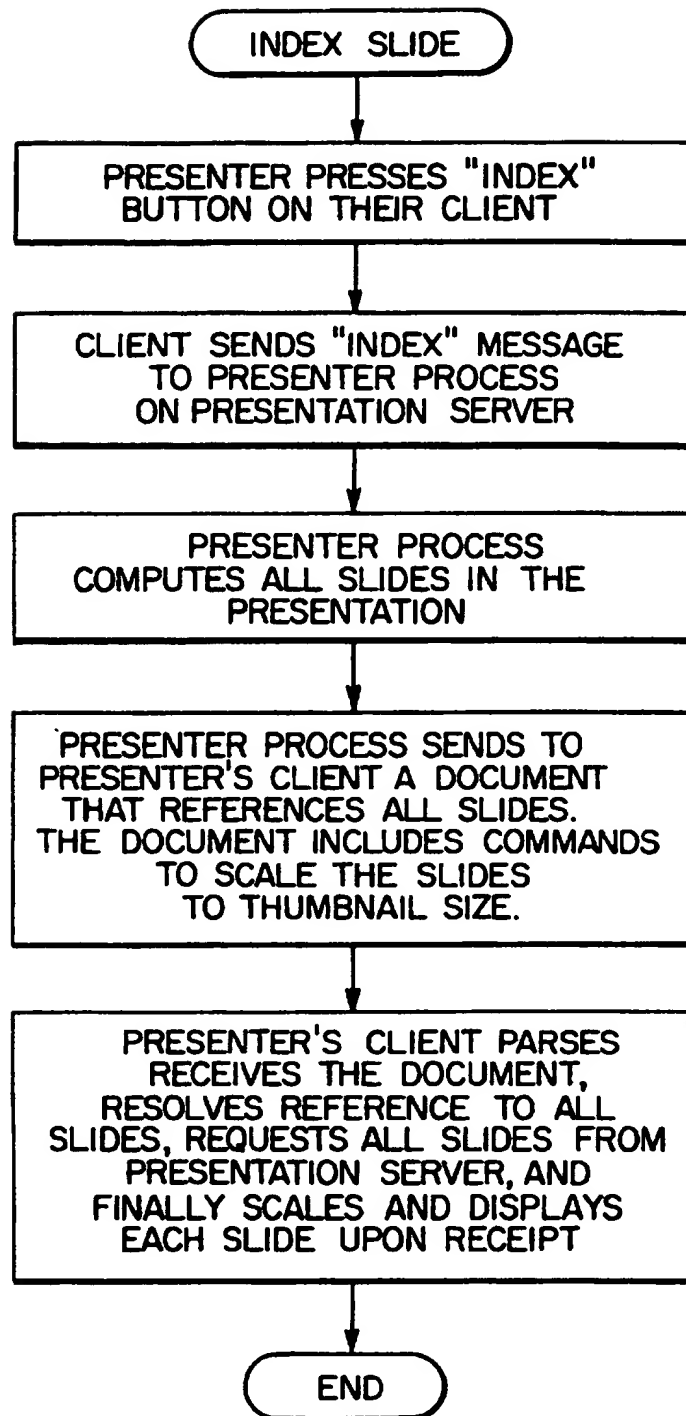 INDEX SLIDE
PRESENTER PRESSES "INDEX"
BUTTON ON THEIR CLIENT
CLIENT SENDS "INDEX" MESSAGE
TO PRESENTER PROCESS
ON PRESENTATION SERVER
PRESENTER PROCESS
COMPUTES ALL SLIDES IN THE
PRESENTATION
PRESENTER PROCESS SENDS TO
PRESENTER'S CLIENT A DOCUMENT
THAT REFERENCES ALL SLIDES.
THE DOCUMENT INCLUDES COMMANDS
TO SCALE THE SLIDES
TO THUMBNAIL SIZE.
PRESENTER'S CLIENT PARSES
RECEIVES THE DOCUMENT,
RESOLVES REFERENCE TO ALL
SLIDES, REQUESTS ALL SLIDES FROM
PRESENTATION SERVER, AND
FINALLY SCALES AND DISPLAYS
EACH SLIDE UPON RECEIPT
END